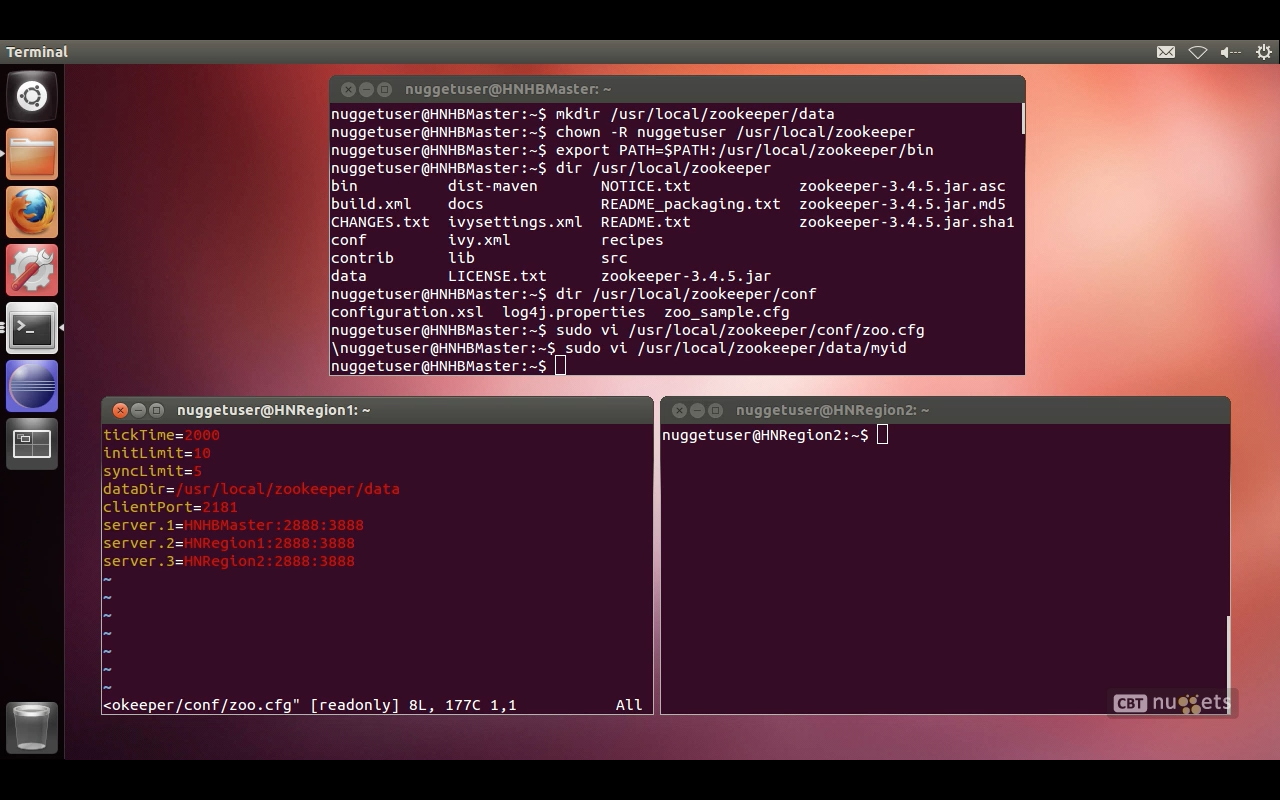 Terminal
nuggetuser@HNHBMaster: ~
nuggetuser@HNHBMaster:~$ mkdir /usr/local/zookeeper/data
nuggetuser@HNHBMaster:~$ chown -R nuggetuser /usr/local/zookeeper
nuggetuser@HNHBMaster:~$ export PATH=$PATH:/usr/local/zookeeper/bin
nuggetuser@HNHBMaster:~$ dir /usr/local/zookeeper
bin dist-maven NOTICE.txt zookeeper-3.4.5.jar.asc
build.xml docs README_packaging.txt zookeeper-3.4.5.jar.md5
CHANGES.txt ivysettings.xml README.txt zookeeper-3.4.5.jar.sha1
conf ivy.xml recipes
contrib lib src
data LICENSE.txt zookeeper-3.4.5.jar
nuggetuser@HNHBMaster:~$ dir /usr/local/zookeeper/conf
configuration.xsl log4j.properties zoo_sample.cfg
nuggetuser@HNHBMaster:~$ sudo vi /usr/local/zookeeper/conf/zoo.cfg
\nuggetuser@HNHBMaster:~$ sudo vi /usr/local/zookeeper/data/myid
nuggetuser@HNHBMaster:~$
nuggetuser@HNRegion1: ~
tickTime=2000
initLimit=10
syncLimit=5
dataDir=/usr/local/zookeeper/data
clientPort=2181
server.1=HNHBMaster:2888:3888
server.2=HNRegion1:2888:3888
server.3=HNRegion2:2888:3888
~
~
~
~
~
~
~
<okeeper/conf/zoo.cfg" [readonly] 8L, 177C 1,1 All
nuggetuser@HNRegion2: ~
nuggetuser@HNRegion2:~$
CBT nuggets